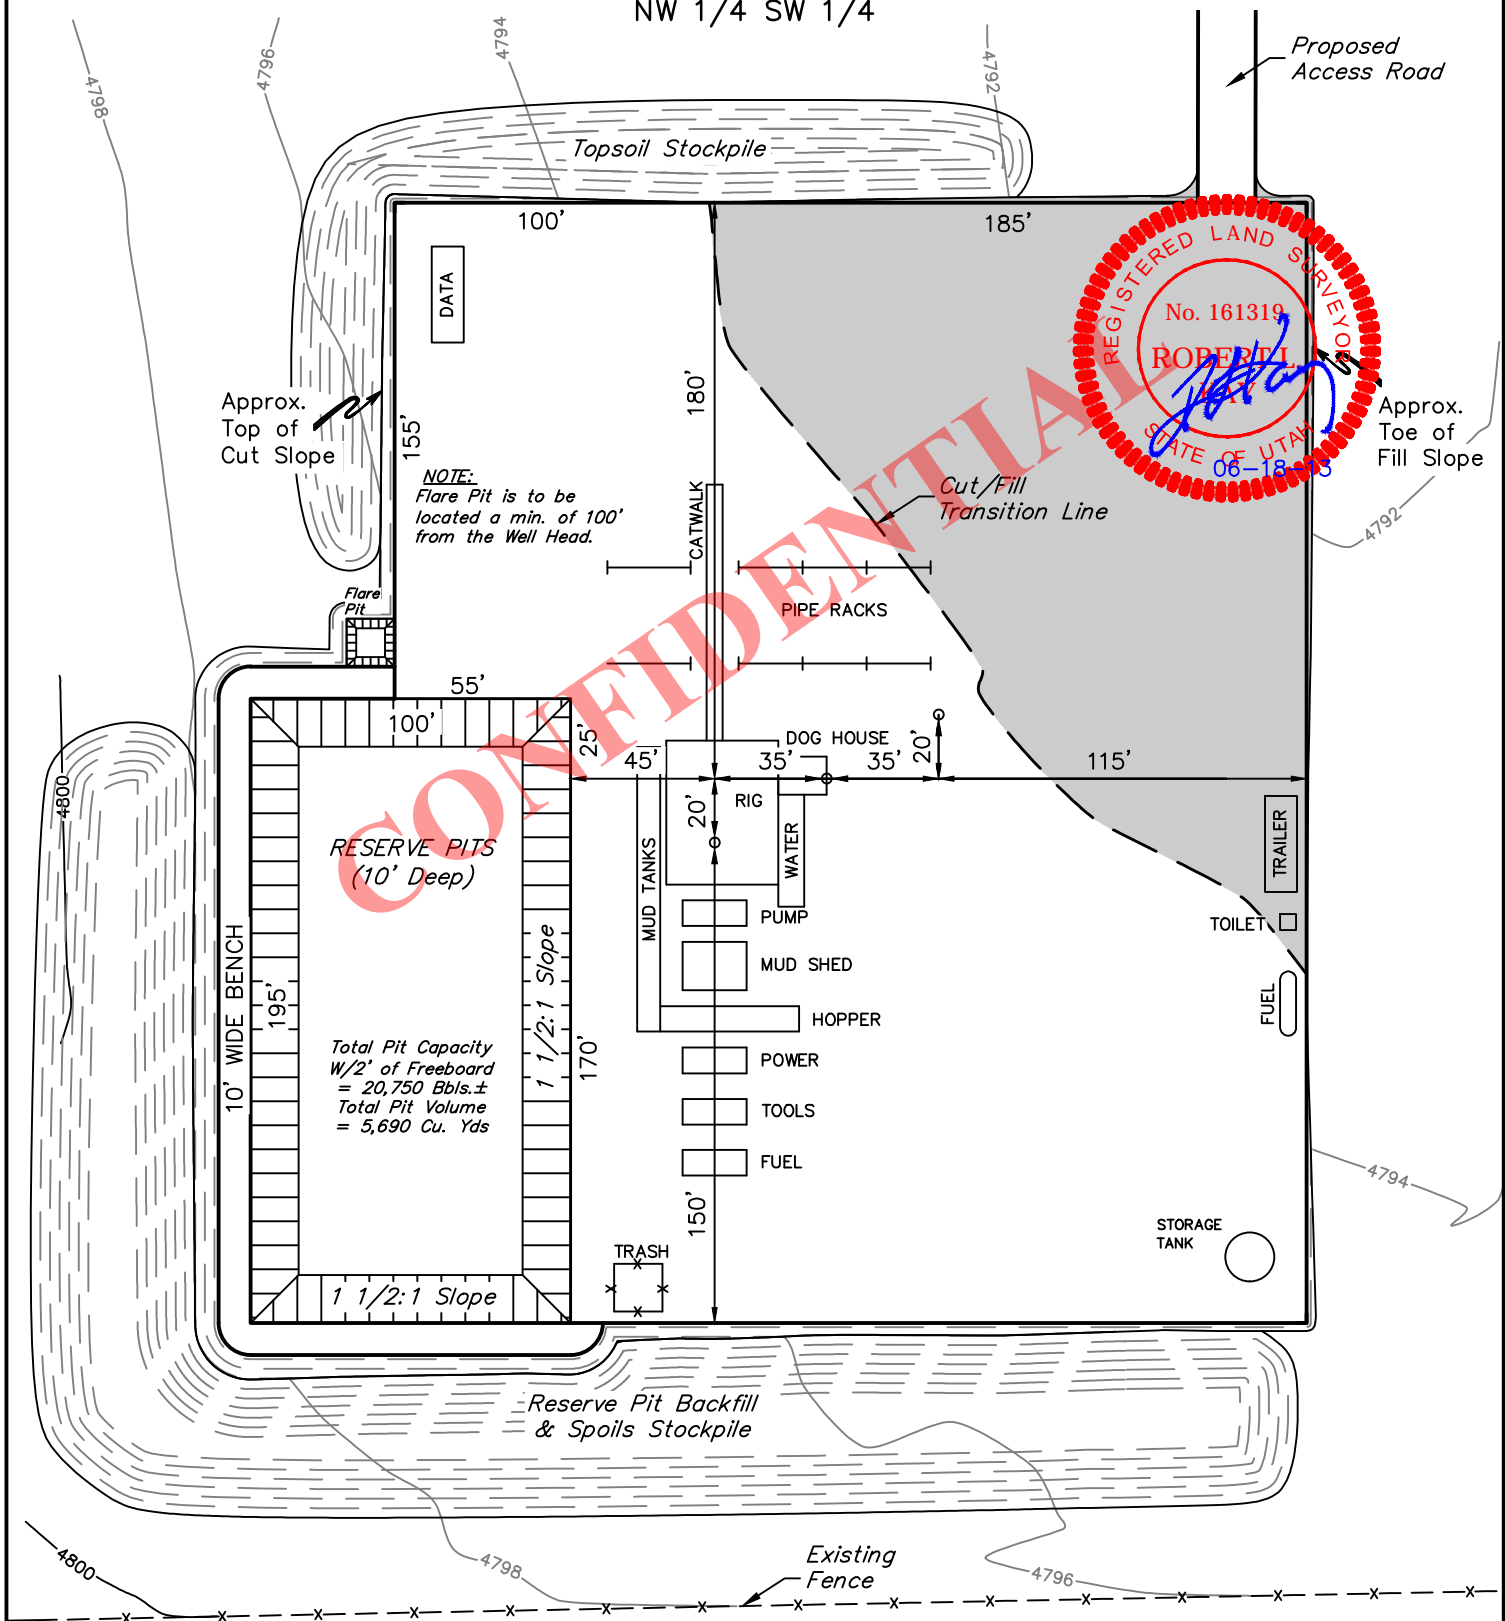 NW 1/4 SW 1/4
4798
4796
4794
4792
Proposed
Access Road
Topsoil Stockpile
100'
185'
DATA
REGISTERED LAND SURVEYOR
No. 161319
ROBERT L.
KAY
STATE OF UTAH
06-18-13
180'
155'
Approx.
Top of
Cut Slope
Approx.
Toe of
Fill Slope
NOTE:
Flare Pit is to be
located a min. of 100'
from the Well Head.
CATWALK
Cut/Fill
Transition Line
4792
CONFIDENTIAL
Flare
Pit
PIPE RACKS
55'
100'
25'
45'
DOG HOUSE
35'
35'
20'
115'
4800
RIG
20'
RESERVE PITS
(10' Deep)
MUD TANKS
WATER
TRAILER
PUMP
TOILET
10' WIDE BENCH
195'
1 1/2:1 Slope
170'
MUD SHED
FUEL
HOPPER
Total Pit Capacity
W/2' of Freeboard
= 20,750 Bbls.±
Total Pit Volume
= 5,690 Cu. Yds
POWER
TOOLS
FUEL
4794
150'
STORAGE
TANK
TRASH
1 1/2:1 Slope
Reserve Pit Backfill
& Spoils Stockpile
4800
4798
Existing
Fence
4796